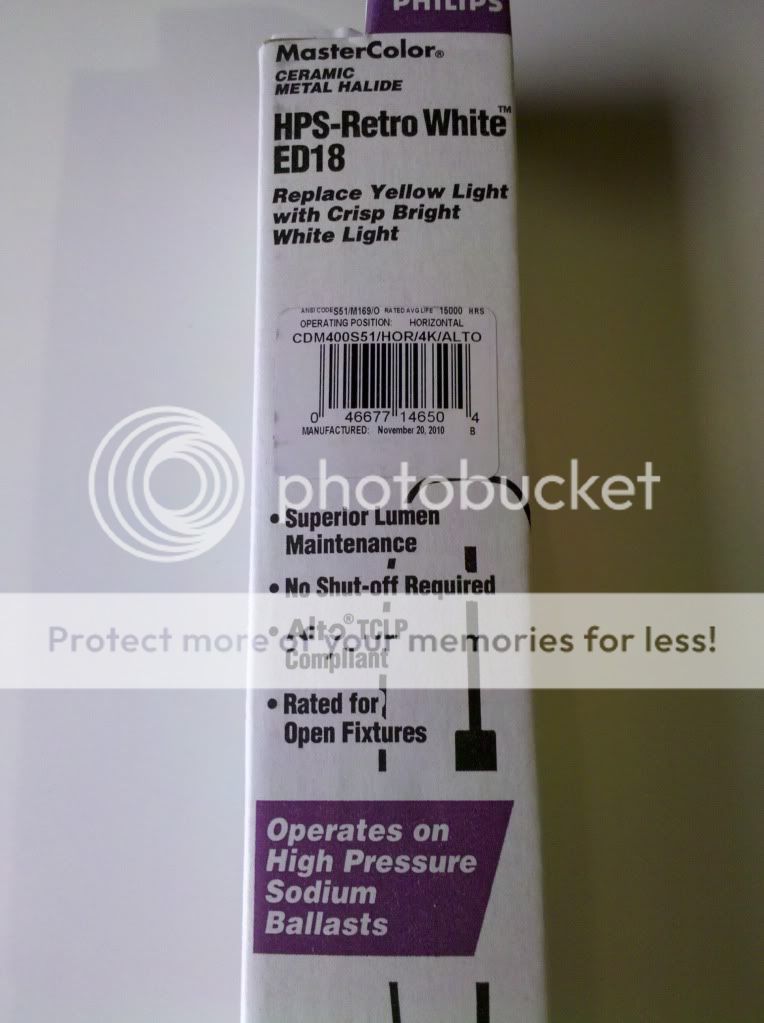 PHILIPS
MasterColor®
CERAMIC
METAL HALIDE
HPS-Retro White™
ED18
Replace Yellow Light
with Crisp Bright
White Light
ANSI CODE S51/M169/O RATED AVG LIFE 15000 HRS
OPERATING POSITION: HORIZONTAL
CDM400S51/HOR/4K/ALTO
0 46677 14650 4
MANUFACTURED: November 20, 2010 B
photobucket
• Superior Lumen
Maintenance
• No Shut-off Required
Protect more of your memories for less!
• Alto® TCLP
Compliant
• Rated for
Open Fixtures
Operates on
High Pressure
Sodium
Ballasts